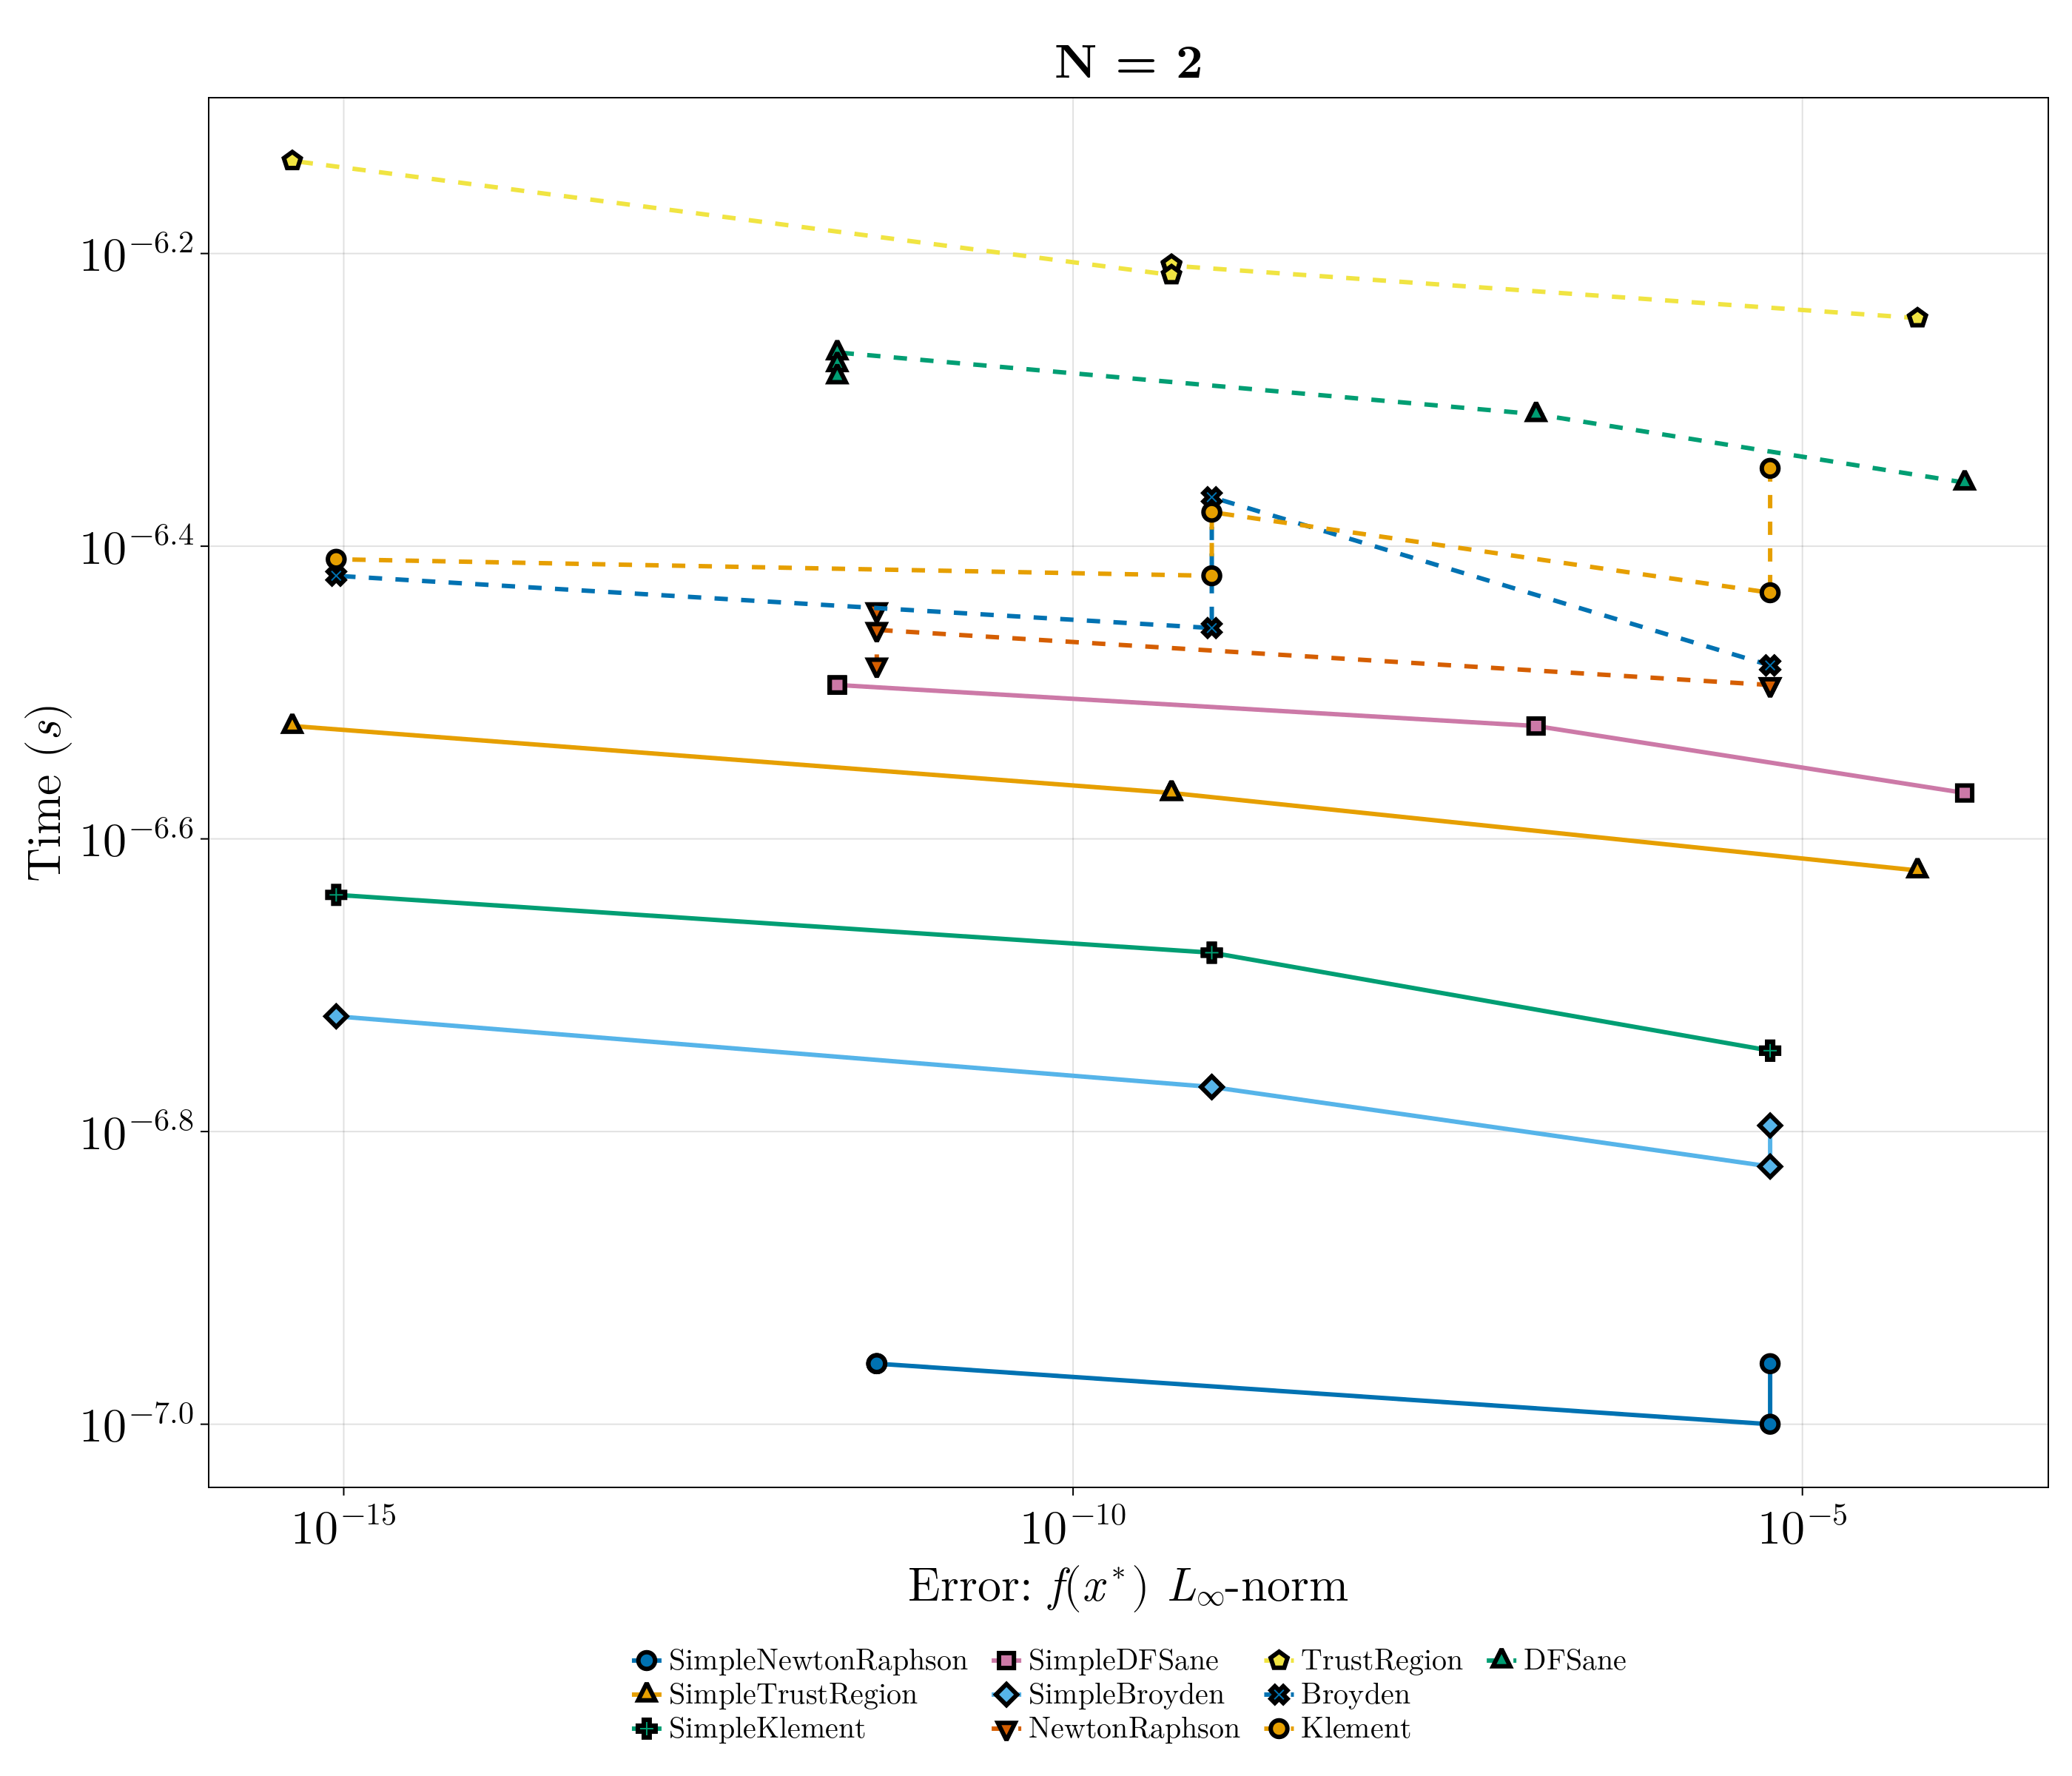 N = 2
10^−6.2
10^−6.4
10^−6.6
10^−6.8
10^−7.0
Time (s)
10^−15 10^−10 10^−5
Error: f(x*) L∞-norm
SimpleNewtonRaphson SimpleDFSane TrustRegion DFSane
SimpleTrustRegion SimpleBroyden Broyden
SimpleKlement NewtonRaphson Klement